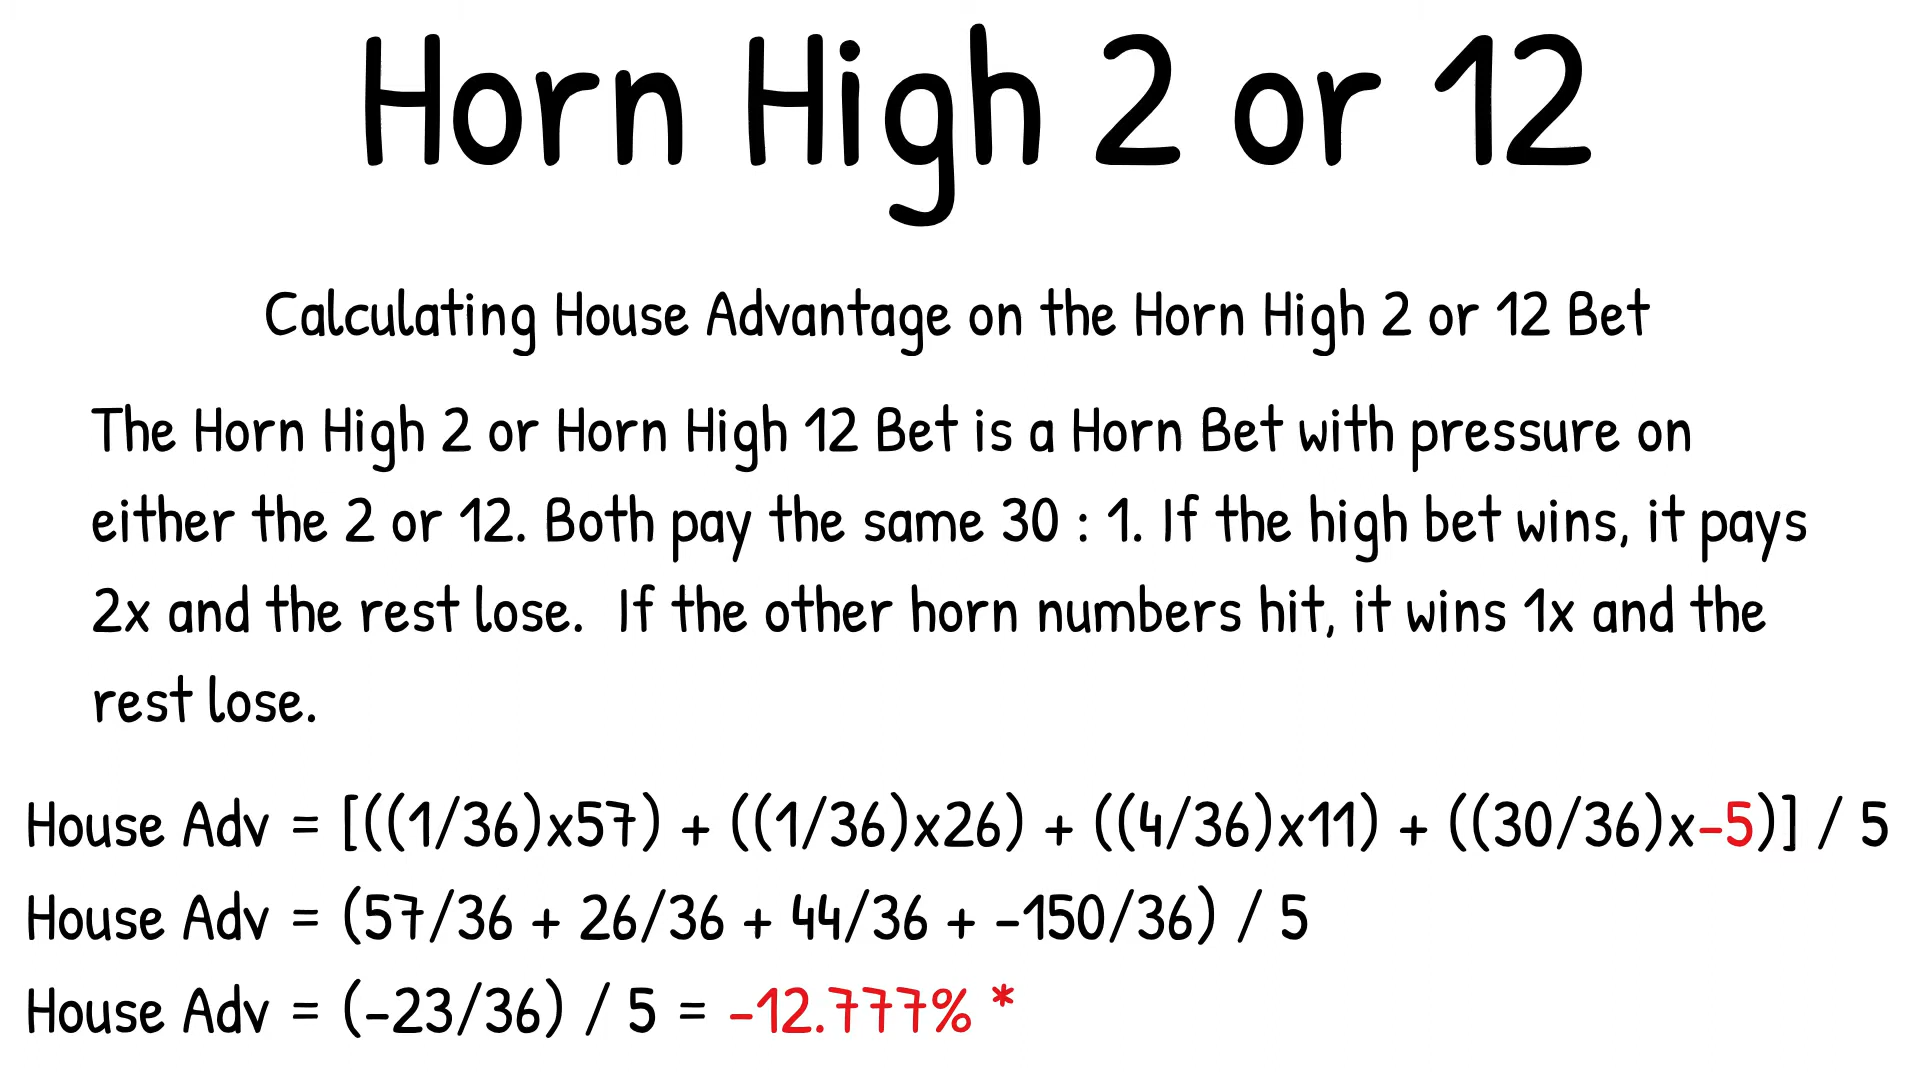 Horn High 2 or 12
Calculating House Advantage on the Horn High 2 or 12 Bet
The Horn High 2 or Horn High 12 Bet is a Horn Bet with pressure on
either the 2 or 12. Both pay the same 30 : 1. If the high bet wins, it pays
2x and the rest lose.  If the other horn numbers hit, it wins 1x and the
rest lose.
House Adv = [((1/36)x57) + ((1/36)x26) + ((4/36)x11) + ((30/36)x-5)] / 5
House Adv = (57/36 + 26/36 + 44/36 + -150/36) / 5
House Adv = (-23/36) / 5 = -12.777% *